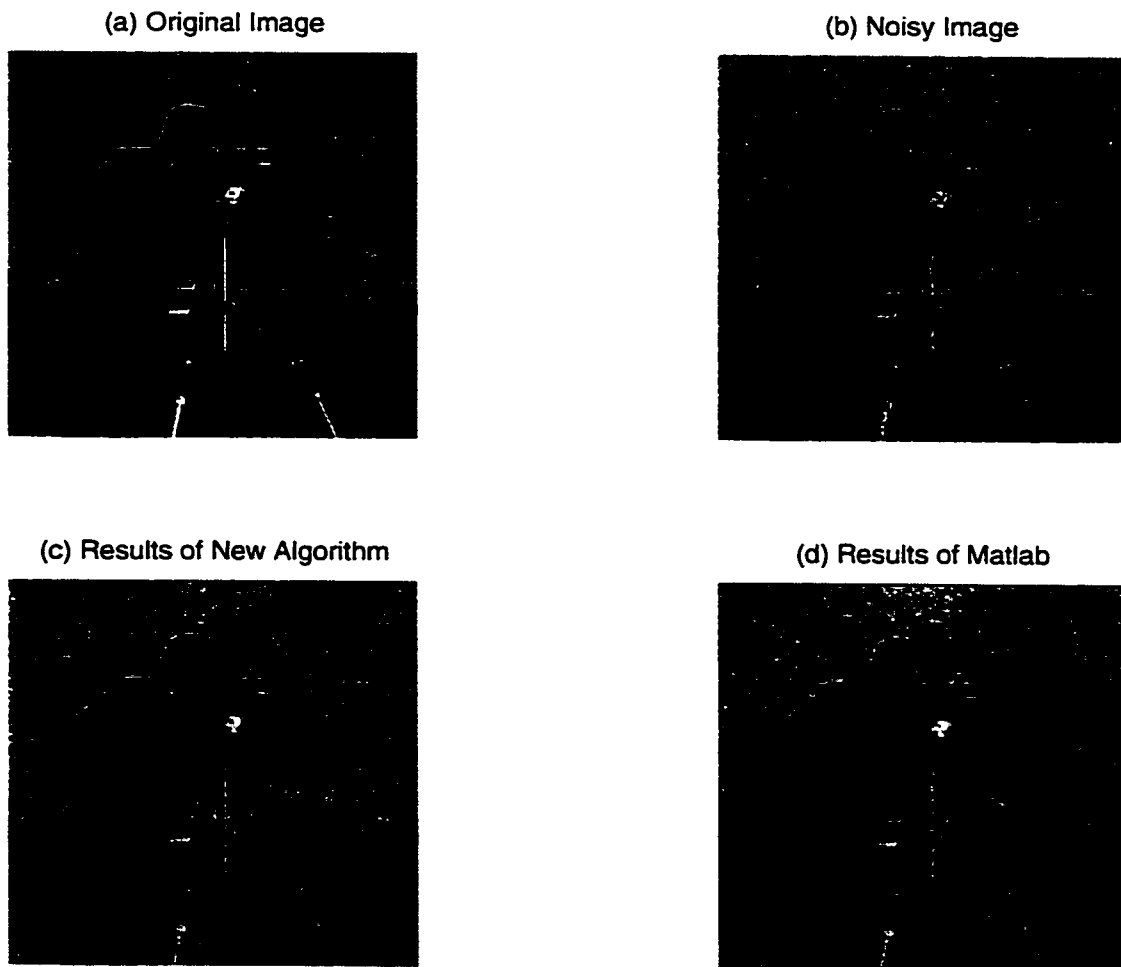 (a) Original Image
(b) Noisy Image
(c) Results of New Algorithm
(d) Results of Matlab